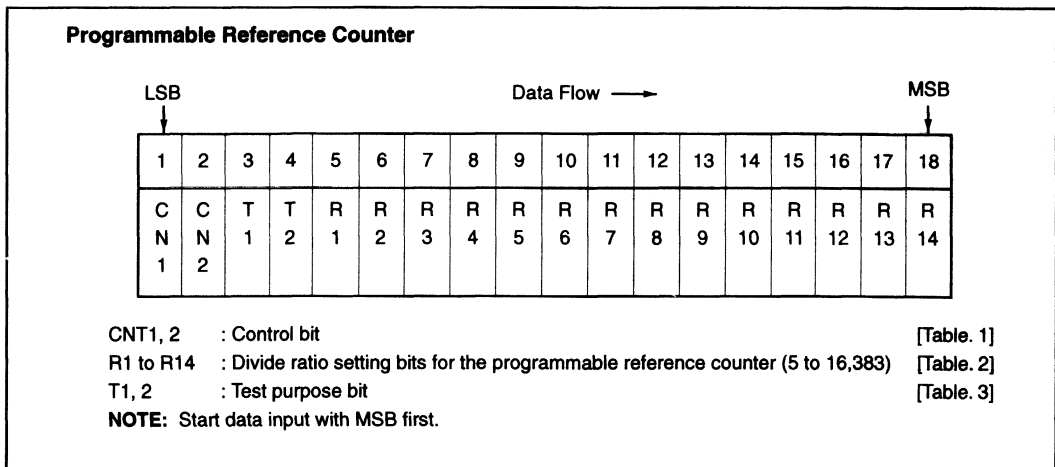 Programmable Reference Counter
LSB Data Flow MSB
1 2 3 4 5 6 7 8 9 10 11 12 13 14 15 16 17 18
C C T T R R R R R R R R R R R R R R
N N 1 2 1 2 3 4 5 6 7 8 9 10 11 12 13 14
1 2
CNT1, 2 : Control bit [Table. 1]
R1 to R14 : Divide ratio setting bits for the programmable reference counter (5 to 16,383) [Table. 2]
T1, 2 : Test purpose bit [Table. 3]
NOTE: Start data input with MSB first.